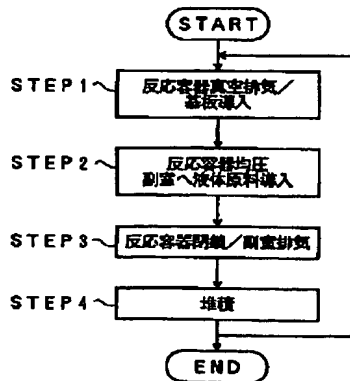 START
STEP1
反応容器真空排気/
基板導入
STEP2
反応容器均圧
副室へ液体原料導入
STEP3
反応容器閉鎖/副室排気
STEP4
堆積
END